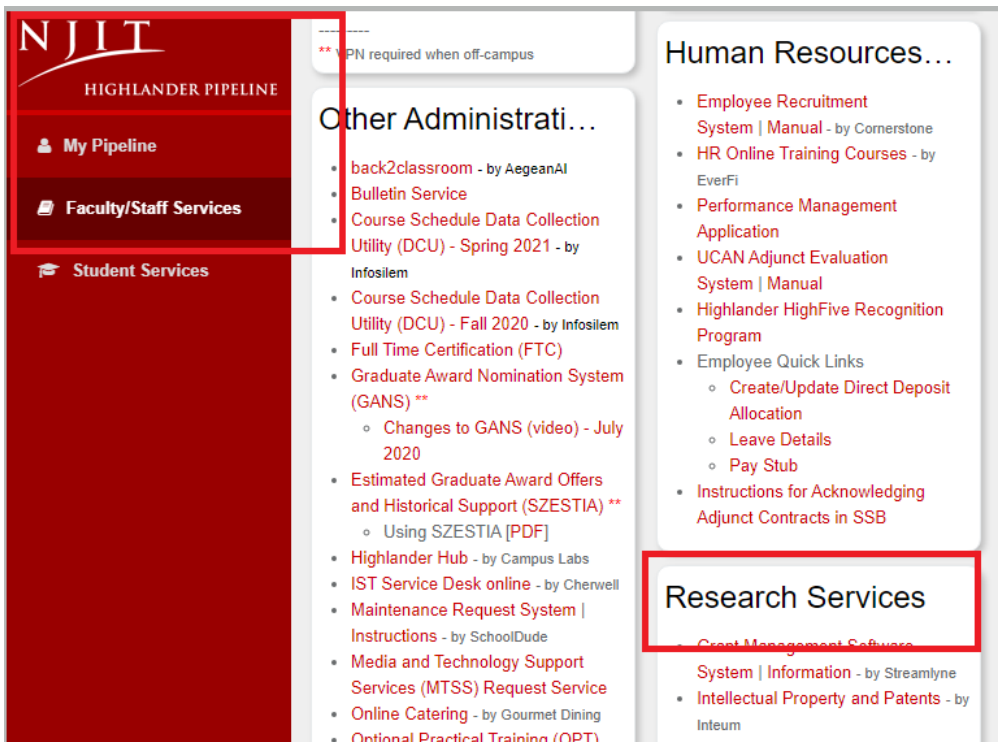 NJIT
HIGHLANDER PIPELINE
My Pipeline
Faculty/Staff Services
Student Services
---------
** VPN required when off-campus
Other Administrati...
back2classroom - by AegeanAI
Bulletin Service
Course Schedule Data Collection
Utility (DCU) - Spring 2021 - by
Infosilem
Course Schedule Data Collection
Utility (DCU) - Fall 2020 - by Infosilem
Full Time Certification (FTC)
Graduate Award Nomination System
(GANS) **
Changes to GANS (video) - July
2020
Estimated Graduate Award Offers
and Historical Support (SZESTIA) **
Using SZESTIA [PDF]
Highlander Hub - by Campus Labs
IST Service Desk online - by Cherwell
Maintenance Request System |
Instructions - by SchoolDude
Media and Technology Support
Services (MTSS) Request Service
Online Catering - by Gourmet Dining
Optional Practical Training (OPT)
Human Resources...
Employee Recruitment
System | Manual - by Cornerstone
HR Online Training Courses - by
EverFi
Performance Management
Application
UCAN Adjunct Evaluation
System | Manual
Highlander HighFive Recognition
Program
Employee Quick Links
Create/Update Direct Deposit
Allocation
Leave Details
Pay Stub
Instructions for Acknowledging
Adjunct Contracts in SSB
Research Services
Grant Management Software
System | Information - by Streamlyne
Intellectual Property and Patents - by
Inteum